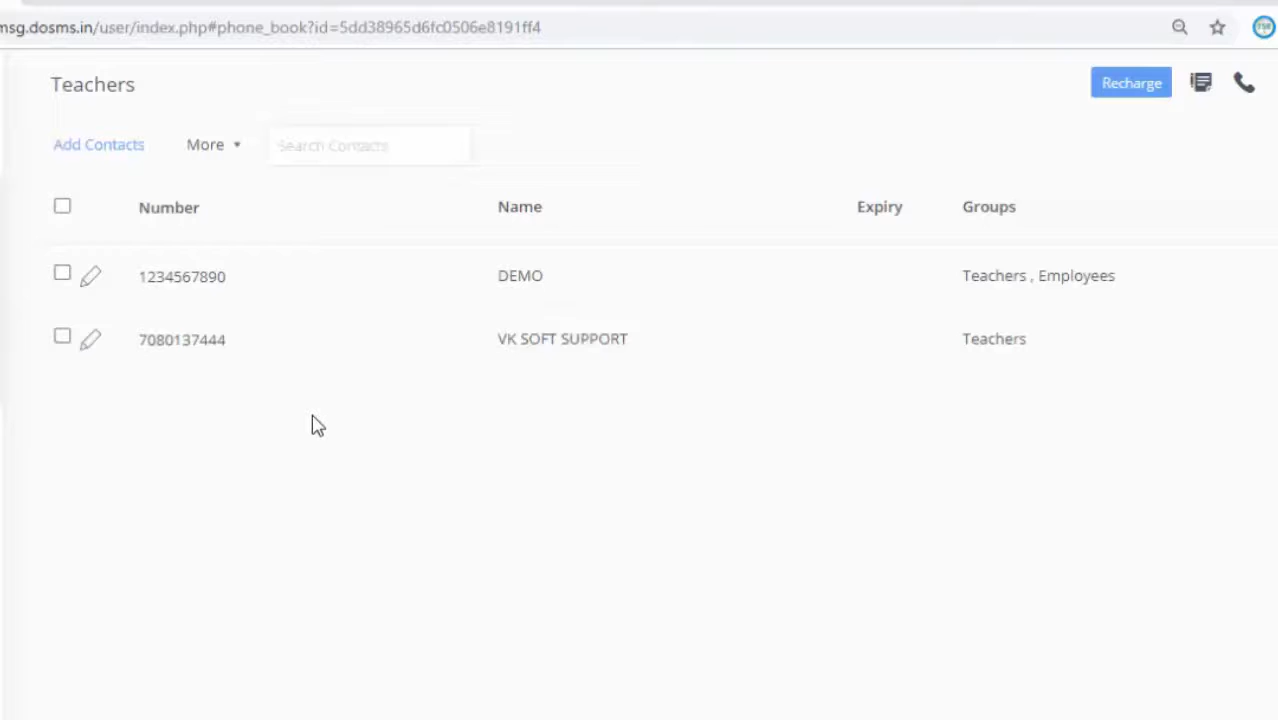 msg.dosms.in/user/index.php#phone_book?id=5dd38965d6fc0506e8191ff4
Teachers
Recharge
Add Contacts More Search Contacts
Number Name Expiry Groups
1234567890 DEMO Teachers , Employees
7080137444 VK SOFT SUPPORT Teachers